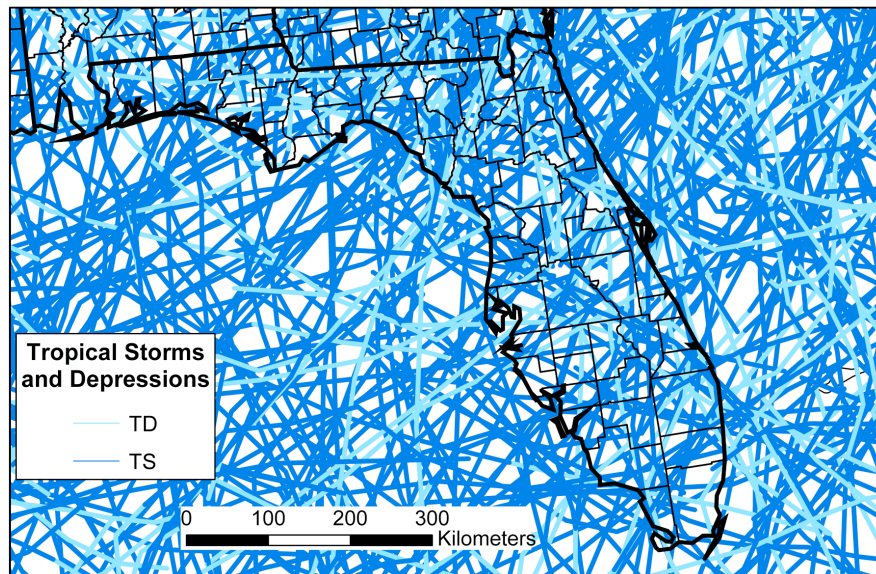 Tropical Storms
and Depressions
TD
TS
0 100 200 300
Kilometers